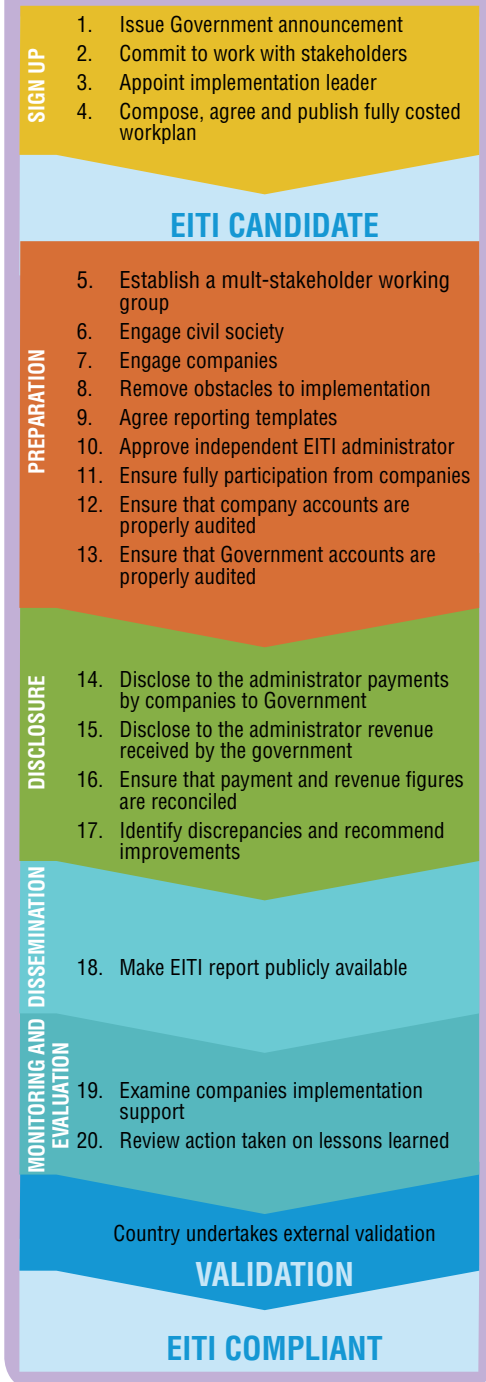 SIGN UP
1. Issue Government announcement
2. Commit to work with stakeholders
3. Appoint implementation leader
4. Compose, agree and publish fully costed
workplan
EITI CANDIDATE
PREPARATION
5. Establish a mult-stakeholder working
group
6. Engage civil society
7. Engage companies
8. Remove obstacles to implementation
9. Agree reporting templates
10. Approve independent EITI administrator
11. Ensure fully participation from companies
12. Ensure that company accounts are
properly audited
13. Ensure that Government accounts are
properly audited
DISCLOSURE
14. Disclose to the administrator payments
by companies to Government
15. Disclose to the administrator revenue
received by the government
16. Ensure that payment and revenue figures
are reconciled
17. Identify discrepancies and recommend
improvements
DISSEMINATION
18. Make EITI report publicly available
MONITORING AND
EVALUATION
19. Examine companies implementation
support
20. Review action taken on lessons learned
Country undertakes external validation
VALIDATION
EITI COMPLIANT